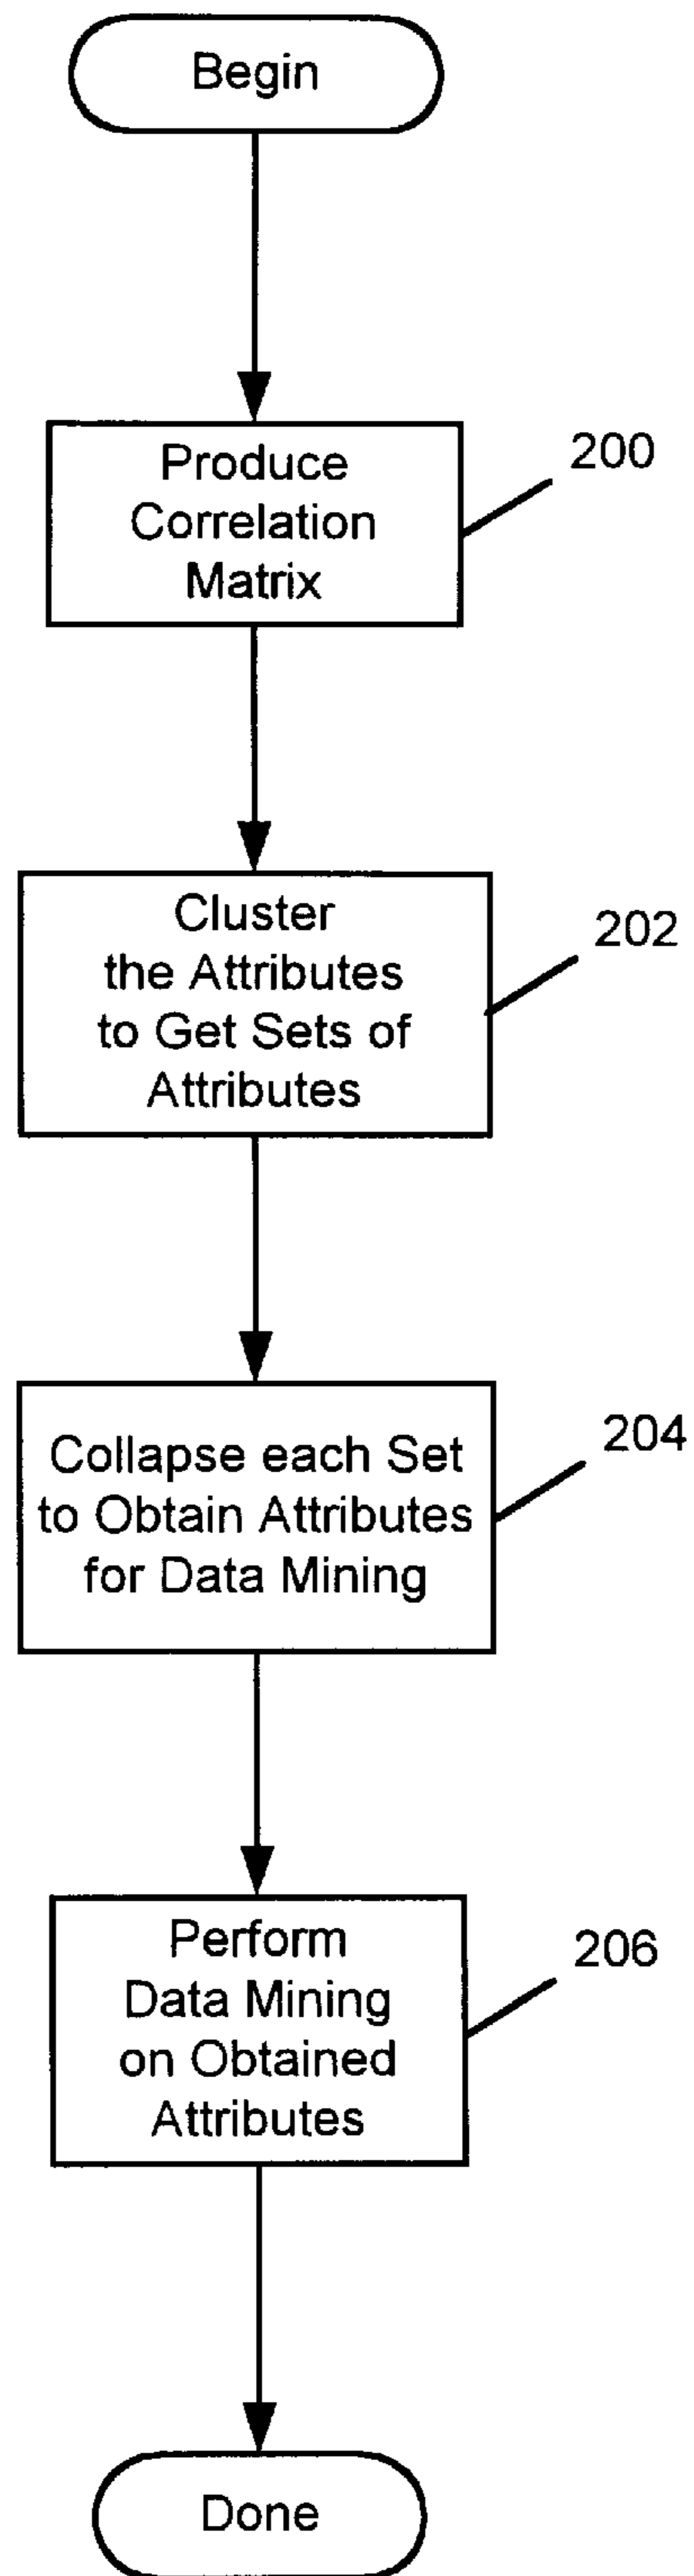 Begin
Produce
Correlation
Matrix
200
Cluster
the Attributes
to Get Sets of
Attributes
202
Collapse each Set
to Obtain Attributes
for Data Mining
204
Perform
Data Mining
on Obtained
Attributes
206
Done